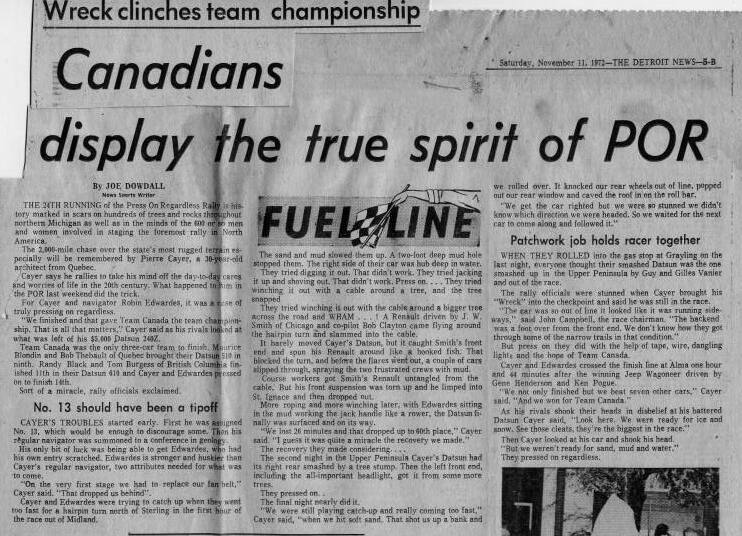 Wreck clinches team championship
Canadians
Saturday, November 11, 1972—THE DETROIT NEWS—5-B
display the true spirit of POR
By JOE DOWDALL
News Sports Writer
THE 24TH RUNNING of the Press On Regardless Rally is his-
tory marked in scars on hundreds of trees and rocks throughout
northern Michigan as well as in the minds of the 600 or so men
and women involved in staging the foremost rally in North
America.
The 2,000-mile chase over the state's most rugged terrain es-
pecially will be remembered by Pierre Cayer, a 30-year-old
architect from Quebec.
Cayer says he rallies to take his mind off the day-to-day cares
and worries of life in the 20th century. What happened to him in
the POR last weekend did the trick.
For Cayer and navigator Robin Edwardes, it was a case of
truly pressing on regardless.
"We finished and that gave Team Canada the team champion-
ship. That is all that matters," Cayer said as his rivals looked at
what was left of his $5,000 Datsun 240Z.
Team Canada was the only three-car team to finish. Maurice
Blondin and Bob Thebault of Quebec brought their Datsun 510 in
ninth. Randy Black and Tom Burgess of British Columbia fin-
ished 11th in their Datsun 610 and Cayer and Edwardes pressed
on to finish 14th.
Sort of a miracle, rally officials exclaimed.
No. 13 should have been a tipoff
CAYER'S TROUBLES started early. First he was assigned
No. 13, which would be enough to discourage some. Then his
regular navigator was summoned to a conference in geology.
His only bit of luck was being able to get Edwardes, who had
his own entry scratched. Edwardes is stronger and huskier than
Cayer's regular navigator, two attributes needed for what was
to come.
"On the very first stage we had to replace our fan belt,"
Cayer said. "That dropped us behind".
Cayer and Edwardes were trying to catch up when they went
too fast for a hairpin turn north of Sterling in the first hour of
the race out of Midland.
FUEL LINE
The sand and mud slowed them up. A two-foot deep mud hole
stopped them. The right side of their car was hub deep in water.
They tried digging it out. That didn't work. They tried jacking
it up and shoving out. That didn't work. Press on. . . . They tried
winching it out with a cable around a tree, and the tree
snapped
They tried winching is out with the cable around a bigger tree
across the road and WHAM . . . ! A Renault driven by J. W.
Smith of Chicago and co-pilot Bob Clayton came flying around
the hairpin turn and slammed into the cable.
It barely moved Cayer's Datsun, but it caught Smith's front
end and spun his Renault around like a hooked fish. That
blocked the turn, and before the flares went out, a couple of cars
slipped through, spraying the two frustrated crews with mud.
Course workers got Smith's Renault untangled from the
cable. But his front suspension was torn up and he limped into
St. Ignace and then dropped out.
More roping and more winching later, with Edwardes sitting
in the mud working the jack handle like a rower, the Datsun fi-
nally was surfaced and on its way.
"We lost 26 minutes and that dropped up to 60th place," Cayer
said. "I guess it was quite a miracle the recovery we made."
The recovery they made considering. . . .
The second night in the Upper Peninsula Cayer's Datsun had
its right rear smashed by a tree stump. Then the left front end,
including the all-important headlight, got it from some more
trees.
They pressed on.
The final night nearly did it.
"We were still playing catch-up and really coming too fast,"
Cayer said, "when we hit soft sand. That shot us up a bank and
we rolled over. It knocked our rear wheels out of line, popped
out our rear window and caved the roof in on the roll bar.
"We get the car righted but we were so stunned we didn't
know which direction we were headed. So we waited for the next
car to come along and followed it."
Patchwork job holds racer together
WHEN THEY ROLLED into the gas stop at Grayling on the
last night, everyone thought their smashed Datsun was the one
smashed up in the Upper Peninsula by Guy and Gilles Vanier
and out of the race.
The rally officials were stunned when Cayer brought his
"Wreck" into the checkpoint and said he was still in the race.
"The car was so out of line it looked like it was running side-
ways," said John Campbell, the race chairman. "The backend
was a foot over from the front end. We don't know how they got
through some of the narrow trails in that condition."
But press on they did with the help of tape, wire, dangling
lights and the hope of Team Canada.
Cayer and Edwardes crossed the finish line at Alma one hour
and 44 minutes after the winning Jeep Wagoneer driven by
Gene Henderson and Ken Pogue.
"We not only finished but we beat seven other cars," Cayer
said, "And we won for Team Canada."
As his rivals shook their heads in disbelief at his battered
Datsun Cayer said, "Look here. We were ready for ice and
snow. See those cleats, they're the biggest in the race."
Then Cayer looked at his car and shook his head.
"But we weren't ready for sand, mud and water."
They pressed on regardless.